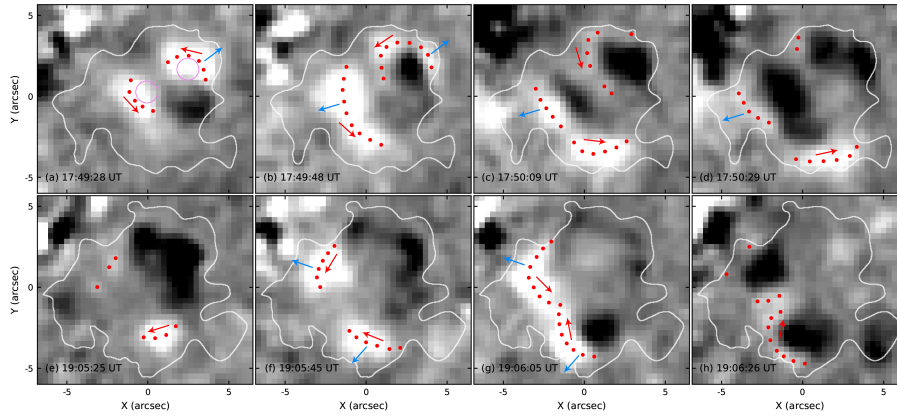 5
0
-5
Y (arcsec)
(a) 17:49:28 UT
(b) 17:49:48 UT
(c) 17:50:09 UT
(d) 17:50:29 UT
5
0
-5
Y (arcsec)
(e) 19:05:25 UT
(f) 19:05:45 UT
(g) 19:06:05 UT
(h) 19:06:26 UT
-5 0 5 -5 0 5 -5 0 5 -5 0 5
X (arcsec) X (arcsec) X (arcsec) X (arcsec)